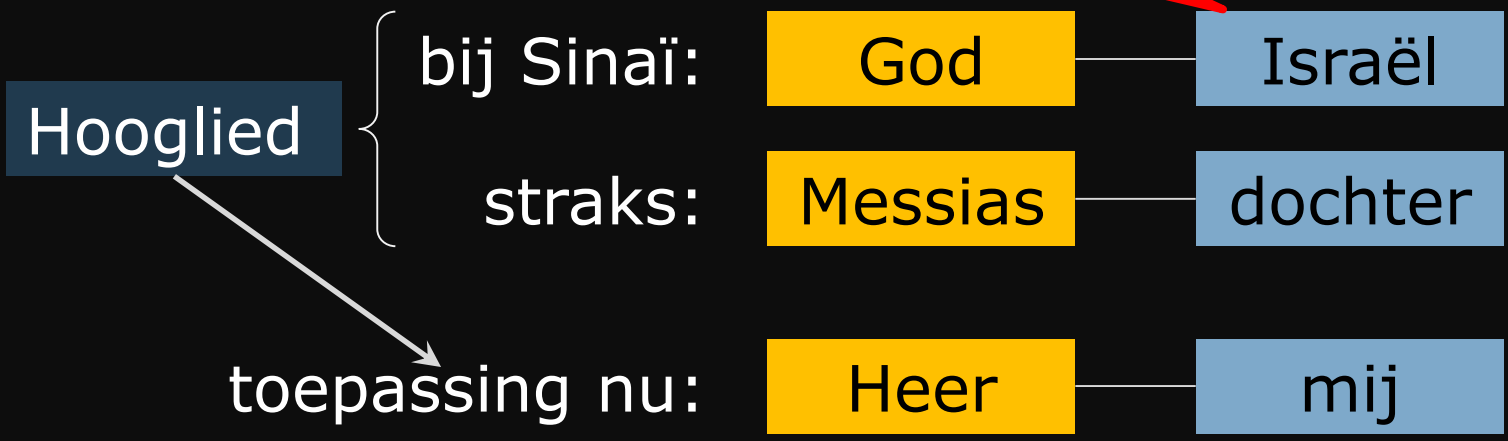 bij Sinaï: God Israël
Hooglied
straks: Messias dochter
toepassing nu: Heer mij